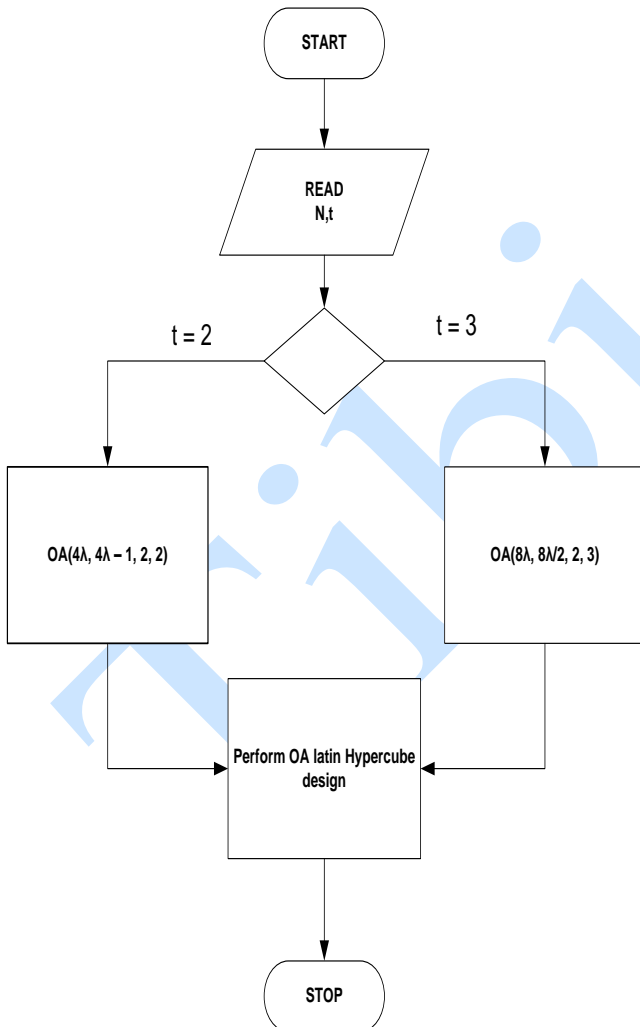 START
READ
N,t
t = 2
t = 3
OA(4λ, 4λ – 1, 2, 2)
OA(8λ, 8λ/2, 2, 3)
Perform OA latin Hypercube
design
STOP